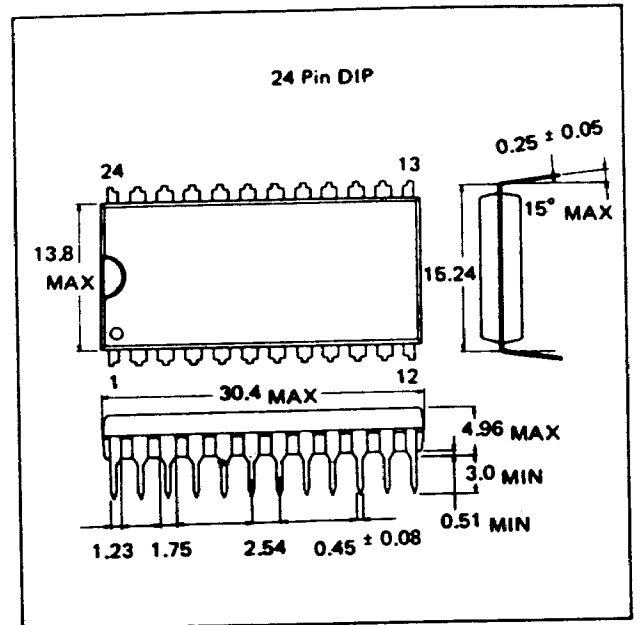 24 Pin DIP
0.25 ± 0.05
24 13
15° MAX
13.8
MAX
15.24
1 12
30.4 MAX
4.96 MAX
3.0 MIN
0.51 MIN
1.23 1.75 2.54 0.45 ± 0.08